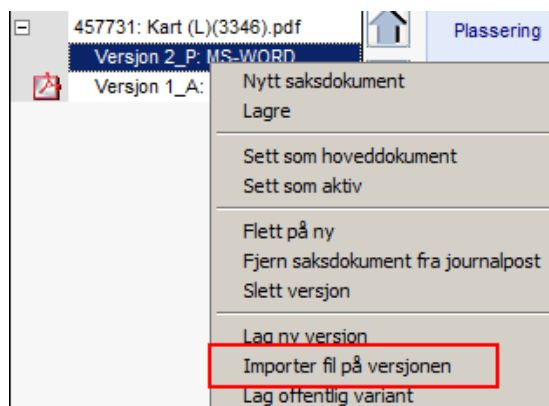 457731: Kart (L)(3346).pdf
Plassering
Versjon 2_P: MS-WORD
Versjon 1_A:
Nytt saksdokument
Lagre
Sett som hoveddokument
Sett som aktiv
Flett på ny
Fjern saksdokument fra journalpost
Slett versjon
Lag ny versjon
Importer fil på versjonen
Lag offentlig variant